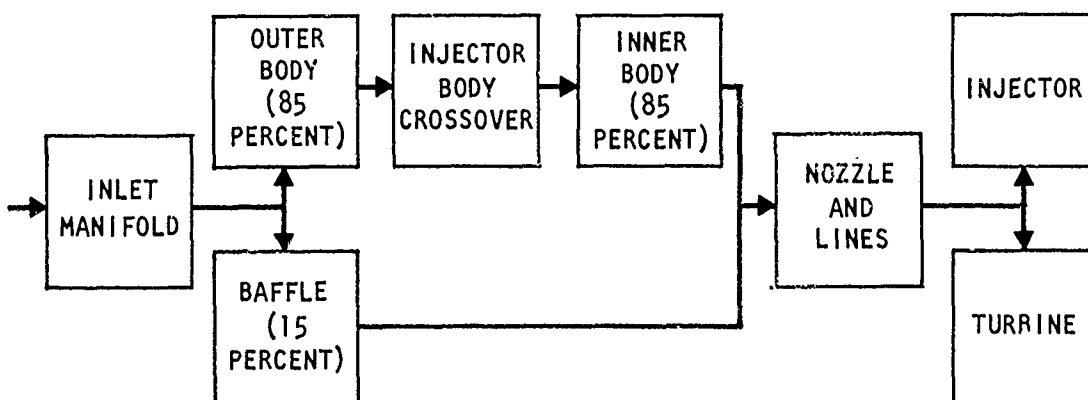 INLET
MANIFOLD
OUTER
BODY
(85
PERCENT)
BAFFLE
(15
PERCENT)
INJECTOR
BODY
CROSSOVER
INNER
BODY
(85
PERCENT)
NOZZLE
AND
LINES
INJECTOR
TURBINE